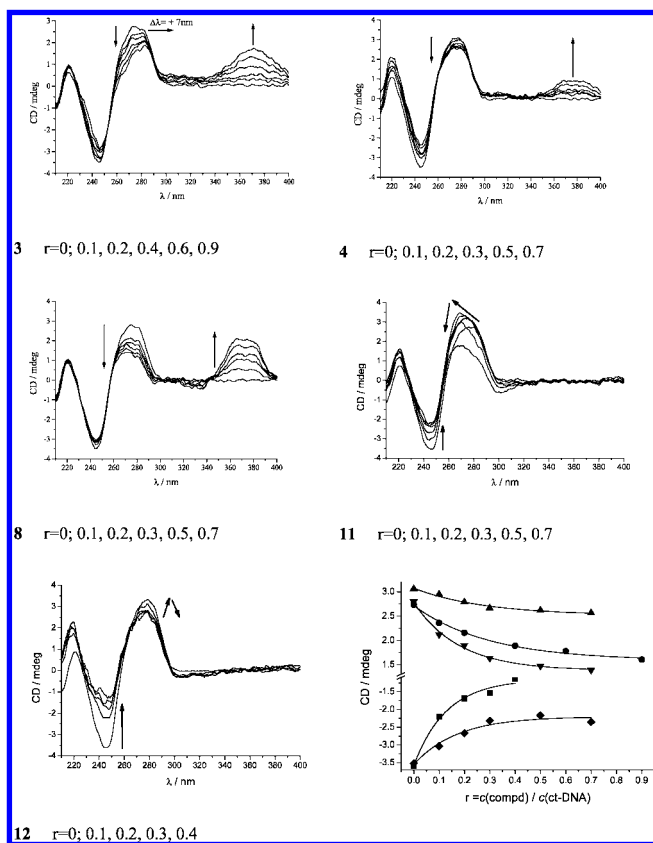 Δλ= + 7nm
CD / mdeg
3
2
1
0
-1
-2
-3
-4
220 240 260 280 300 320 340 360 380 400
λ / nm
3 r=0; 0.1, 0.2, 0.4, 0.6, 0.9
CD / mdeg
4
3
2
1
0
-1
-2
-3
-4
220 240 260 280 300 320 340 360 380 400
λ / nm
4 r=0; 0.1, 0.2, 0.3, 0.5, 0.7
CD / mdeg
4
3
2
1
0
-1
-2
-3
-4
220 240 260 280 300 320 340 360 380 400
λ / nm
8 r=0; 0.1, 0.2, 0.3, 0.5, 0.7
CD / mdeg
4
3
2
1
0
-1
-2
-3
-4
220 240 260 280 300 320 340 360 380 400
λ / nm
11 r=0; 0.1, 0.2, 0.3, 0.5, 0.7
CD / mdeg
4
3
2
1
0
-1
-2
-3
-4
220 240 260 280 300 320 340 360 380 400
λ / nm
12 r=0; 0.1, 0.2, 0.3, 0.4
CD / mdeg
3.0
2.5
2.0
1.5
-1.5
-2.0
-2.5
-3.0
-3.5
0.0 0.1 0.2 0.3 0.4 0.5 0.6 0.7 0.8 0.9
r =c(compd) / c(ct-DNA)